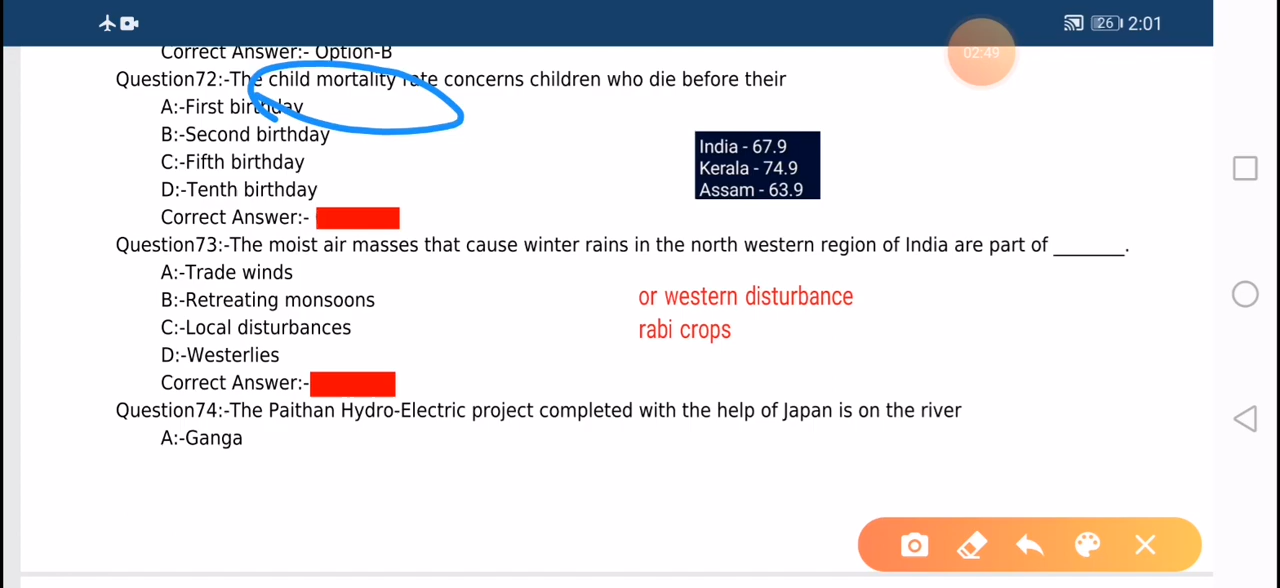 26 2:01
02:49
Correct Answer:- Option-B
Question72:-The child mortality rate concerns children who die before their
A:-First birthday
B:-Second birthday
C:-Fifth birthday
D:-Tenth birthday
Correct Answer:-
India - 67.9
Kerala - 74.9
Assam - 63.9
Question73:-The moist air masses that cause winter rains in the north western region of India are part of _______.
A:-Trade winds
B:-Retreating monsoons
C:-Local disturbances
D:-Westerlies
Correct Answer:-
or western disturbance
rabi crops
Question74:-The Paithan Hydro-Electric project completed with the help of Japan is on the river
A:-Ganga